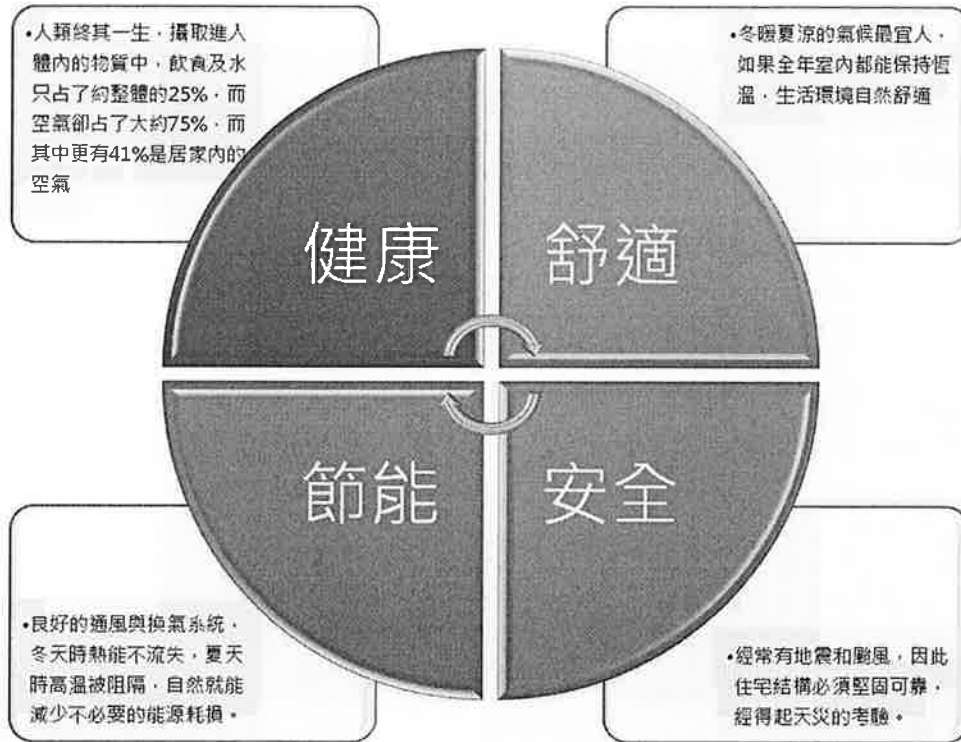 •人類終其一生，攝取進入
體內的物質中，飲食及水
只占了約整體的25%，而
空氣卻占了大約75%，而
其中更有41%是居家內的
空氣
•冬暖夏涼的氣候最宜人，
如果全年室內都能保持恆
溫，生活環境自然舒適
健康
舒適
節能
安全
•良好的通風與換氣系統，
冬天時熱能不流失，夏天
時高溫被阻隔，自然就能
減少不必要的能源耗損。
•經常有地震和颱風，因此
住宅結構必須堅固可靠，
經得起天災的考驗。